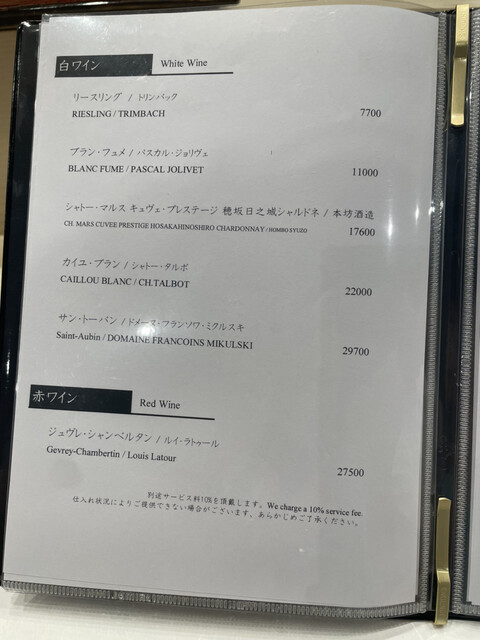 白ワイン White Wine
リースリング / トリンバック
RIESLING / TRIMBACH 7700
ブラン・フュメ / パスカル・ジョリヴェ
BLANC FUME / PASCAL JOLIVET 11000
シャトー・マルス キュヴェ・プレステージ 穂坂日之城シャルドネ / 本坊酒造
CH. MARS CUVEE PRESTIGE HOSAKAHINOSHIRO CHARDONNAY / HOMBO SYUZO 17600
カイユ・ブラン / シャトー・タルボ
CAILLOU BLANC / CH.TALBOT 22000
サン・トーバン / ドメーヌ・フランソワ・ミクルスキ
Saint-Aubin / DOMAINE FRANCOINS MIKULSKI 29700
赤ワイン Red Wine
ジュヴレ・シャンベルタン / ルイ・ラトゥール
Gevrey-Chambertin / Louis Latour 27500
別途サービス料10%を頂戴します。We charge a 10% service fee.
仕入れ状況によりご提供できない場合がございます、あらかじめご了承ください。